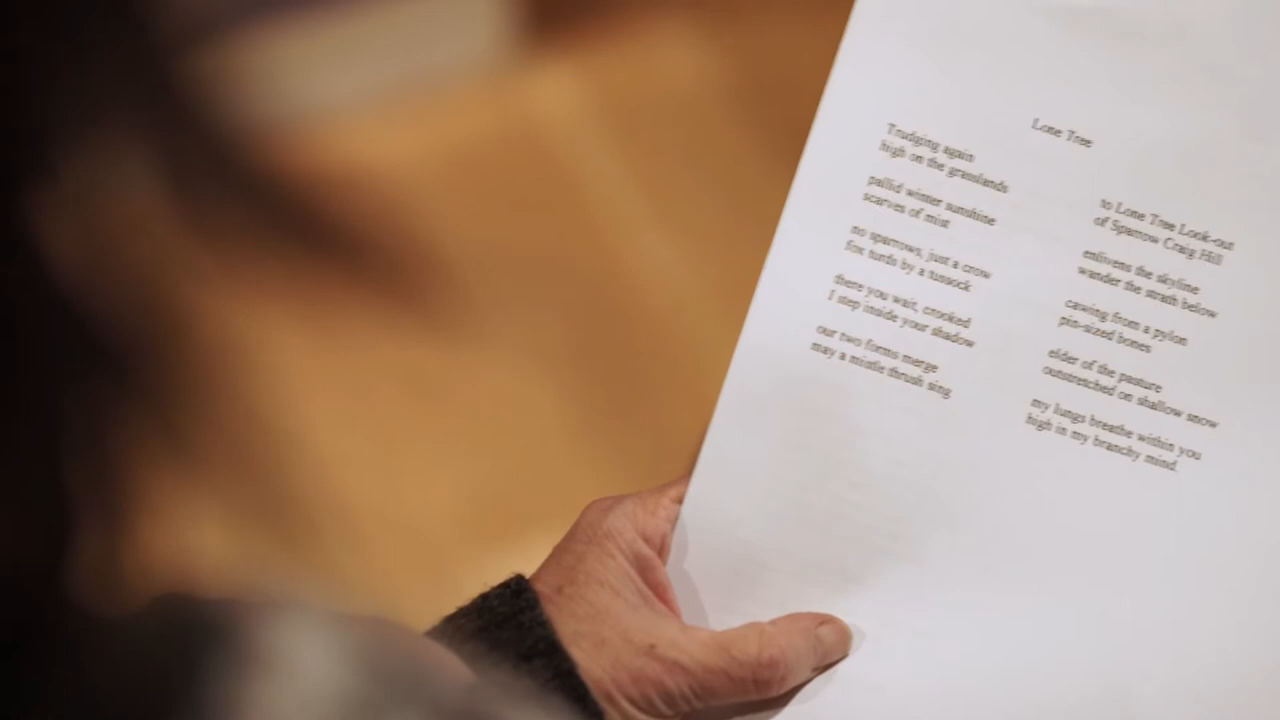 Lone Tree
Trudging again
high on the grasslands
pallid winter sunshine
scarves of mist
no sparrows, just a crow
fox turds by a tussock
there you wait, crooked
I step inside your shadow
our two forms merge
may a mistle thrush sing
to Lone Tree Look-out
of Sparrow Craig Hill
enlivens the skyline
wander the strath below
cawing from a pylon
pin-sized bones
elder of the pasture
outstretched on shallow snow
my lungs breathe within you
high in my branchy mind